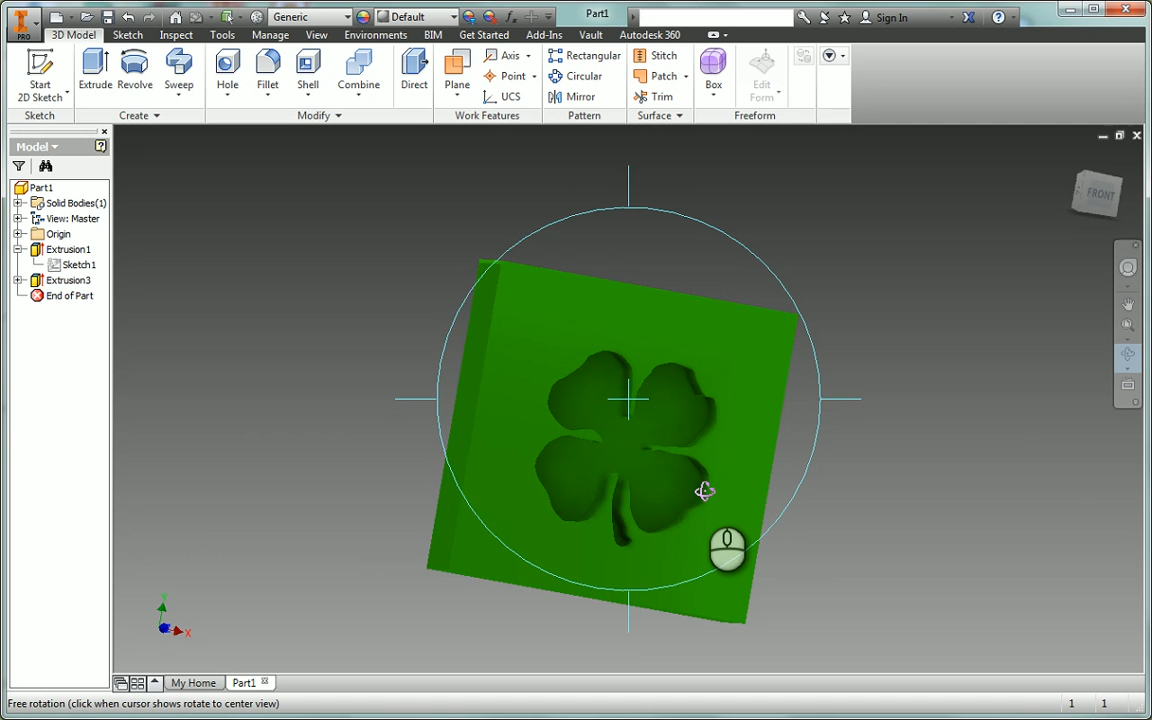 Generic
Default
Part1
Sign In
PRO
3D Model
Sketch
Inspect
Tools
Manage
View
Environments
BIM
Get Started
Add-Ins
Vault
Autodesk 360
Start
2D Sketch
Extrude
Revolve
Sweep
Hole
Fillet
Shell
Combine
Direct
Plane
Axis
Point
UCS
Rectangular
Circular
Mirror
Stitch
Patch
Trim
Box
Edit
Form
Sketch
Create
Modify
Work Features
Pattern
Surface
Freeform
Model
Part1
Solid Bodies(1)
View: Master
Origin
Extrusion1
Sketch1
Extrusion3
End of Part
FRONT
Y
X
My Home
Part1
Free rotation (click when cursor shows rotate to center view)
1
1